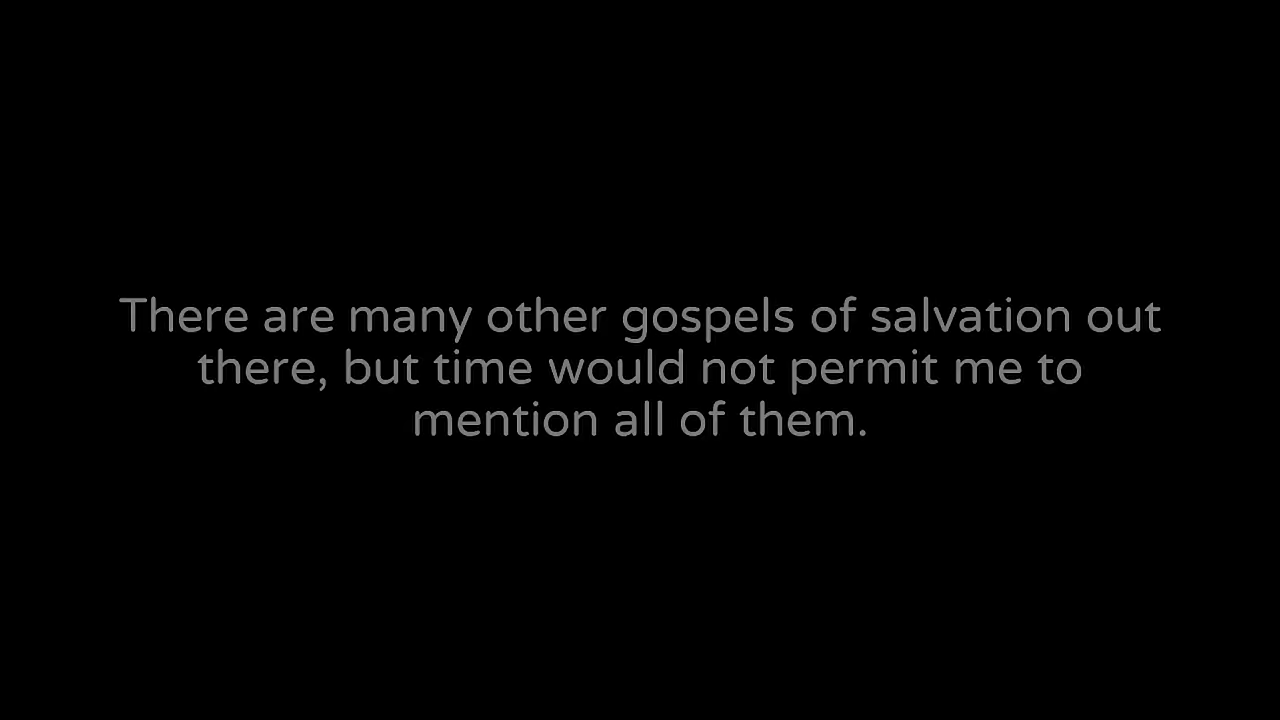 There are many other gospels of salvation out
there, but time would not permit me to
mention all of them.